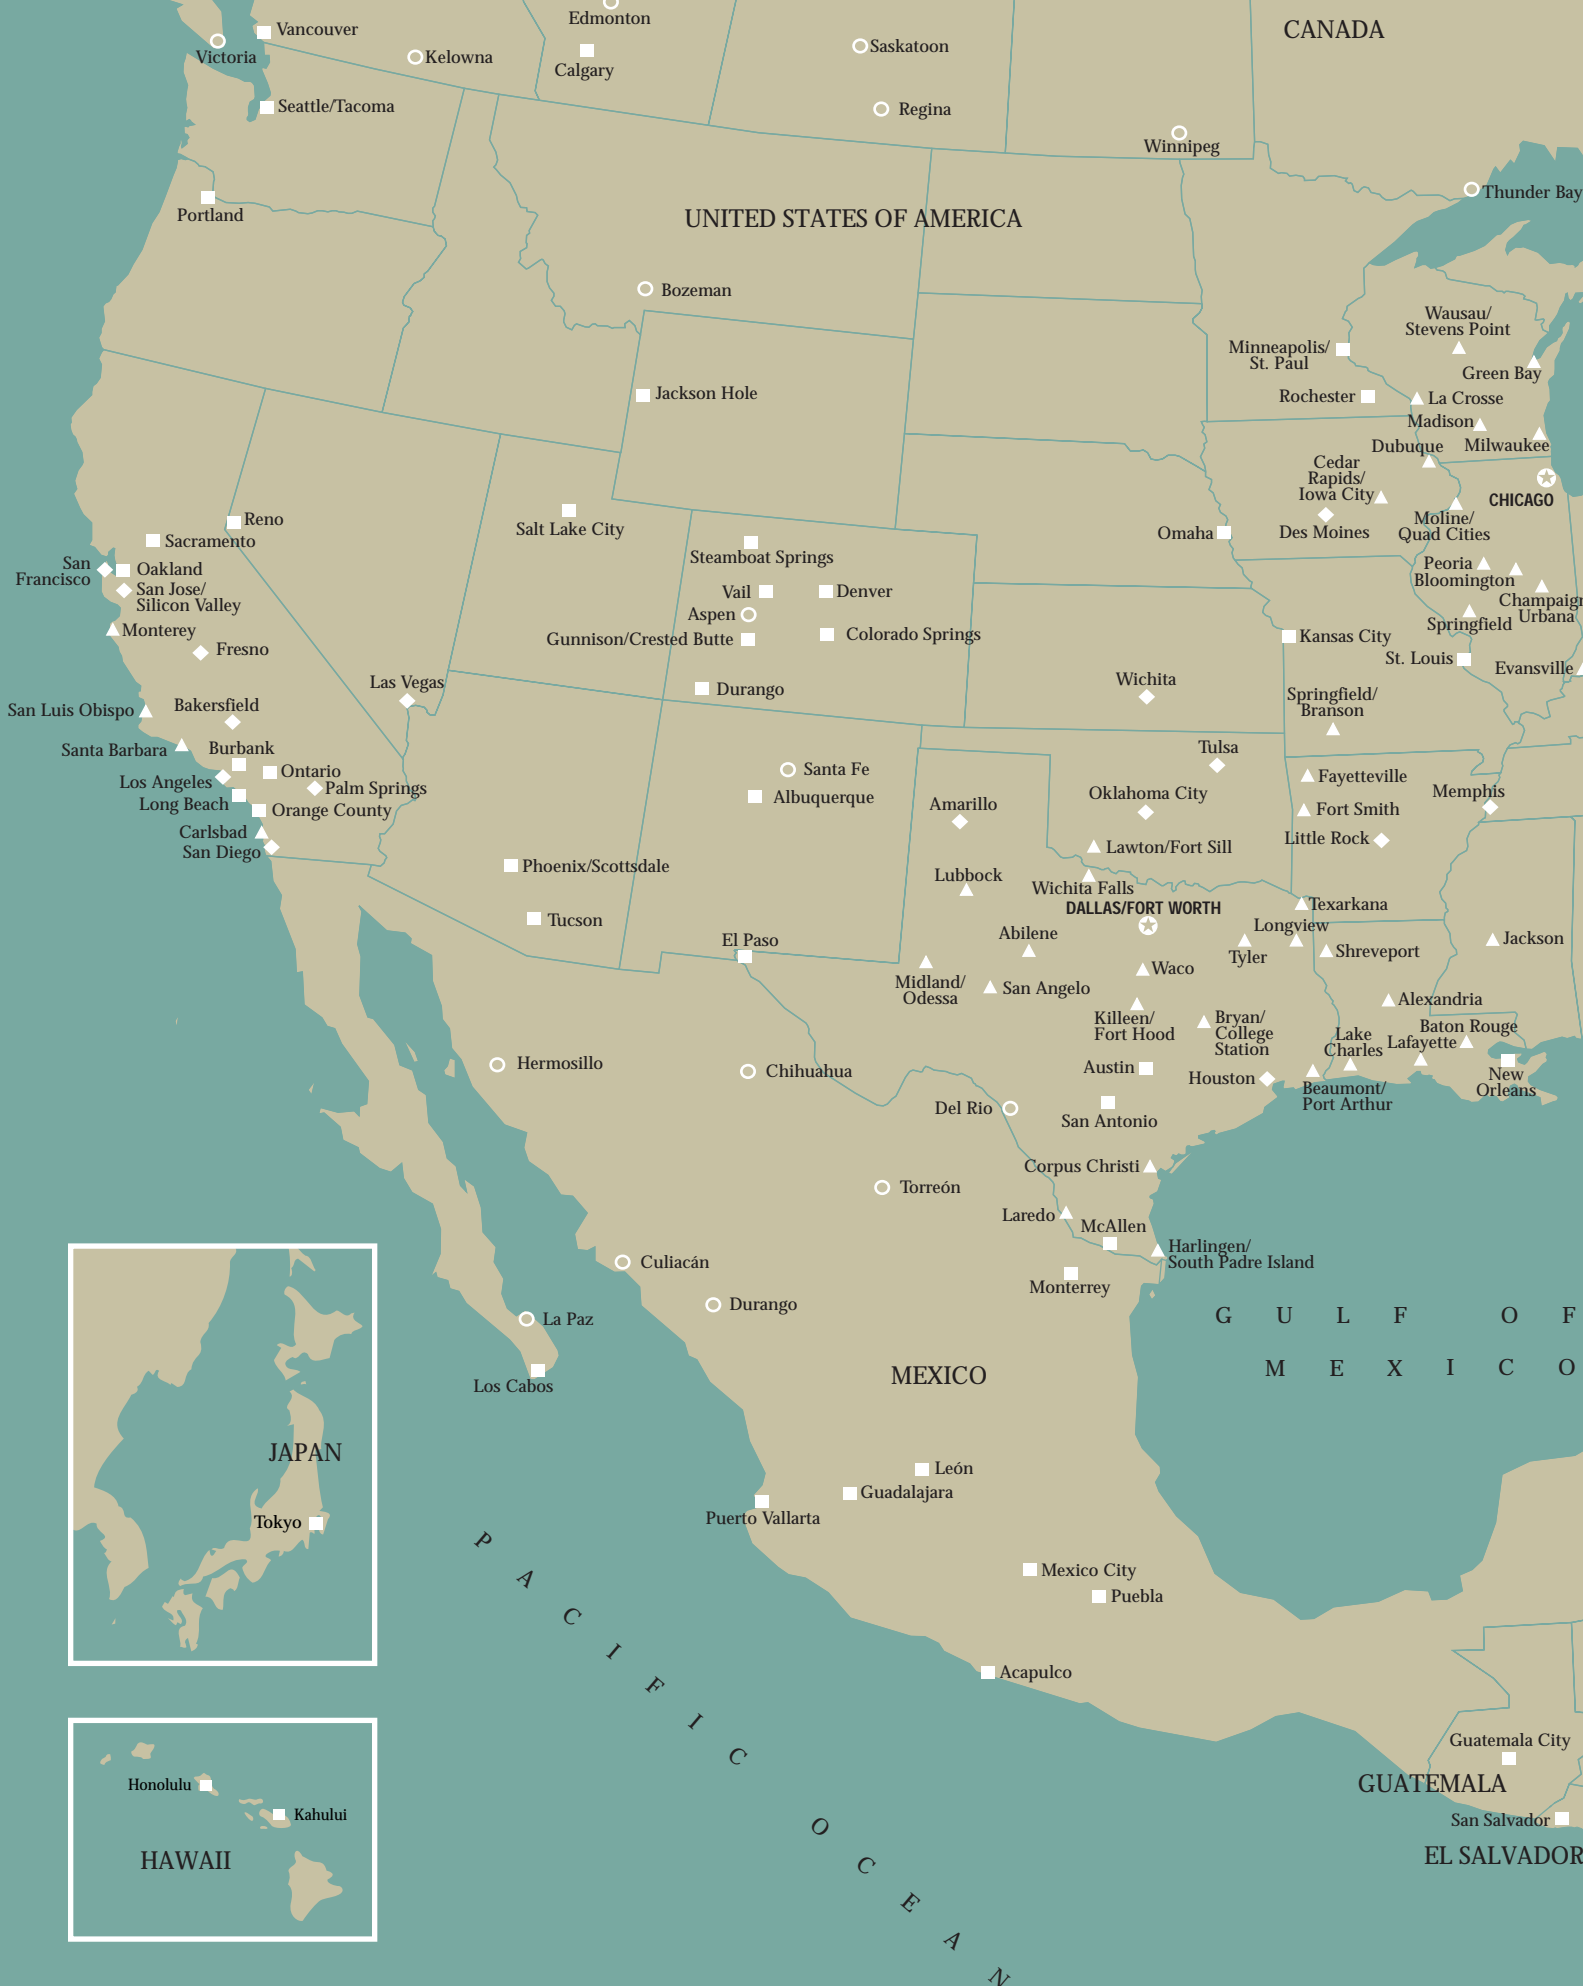 Edmonton
CANADA
Vancouver
Saskatoon
Victoria
Kelowna
Calgary
Seattle/Tacoma
Regina
Winnipeg
Thunder Bay
Portland
UNITED STATES OF AMERICA
Bozeman
Wausau/
Stevens Point
Minneapolis/
St. Paul
Green Bay
Jackson Hole
Rochester
La Crosse
Madison
Dubuque
Milwaukee
Cedar
Rapids/
Iowa City
CHICAGO
Reno
Salt Lake City
Omaha
Des Moines
Moline/
Quad Cities
Sacramento
Steamboat Springs
San
Francisco
Oakland
Peoria
Bloomington
San Jose/
Silicon Valley
Vail
Denver
Champaign
Urbana
Aspen
Springfield
Monterey
Gunnison/Crested Butte
Colorado Springs
Kansas City
Fresno
St. Louis
Evansville
Las Vegas
Durango
Wichita
Springfield/
Branson
San Luis Obispo
Bakersfield
Santa Barbara
Burbank
Tulsa
Los Angeles
Ontario
Santa Fe
Fayetteville
Palm Springs
Long Beach
Albuquerque
Amarillo
Oklahoma City
Memphis
Orange County
Fort Smith
Carlsbad
San Diego
Little Rock
Lawton/Fort Sill
Phoenix/Scottsdale
Lubbock
Wichita Falls
DALLAS/FORT WORTH
Texarkana
Tucson
Longview
El Paso
Abilene
Tyler
Shreveport
Jackson
Midland/
Odessa
San Angelo
Waco
Alexandria
Killeen/
Fort Hood
Bryan/
College
Station
Lake
Charles
Baton Rouge
Lafayette
Hermosillo
Chihuahua
Austin
Houston
New
Orleans
Beaumont/
Port Arthur
Del Rio
San Antonio
Corpus Christi
Torreón
Laredo
McAllen
Harlingen/
South Padre Island
Culiacán
Monterrey
Durango
La Paz
GULF OF
MEXICO
MEXICO
Los Cabos
JAPAN
León
Guadalajara
Puerto Vallarta
Tokyo
Mexico City
Puebla
Acapulco
PACIFIC OCEAN
Guatemala City
GUATEMALA
San Salvador
EL SALVADOR
Honolulu
Kahului
HAWAII